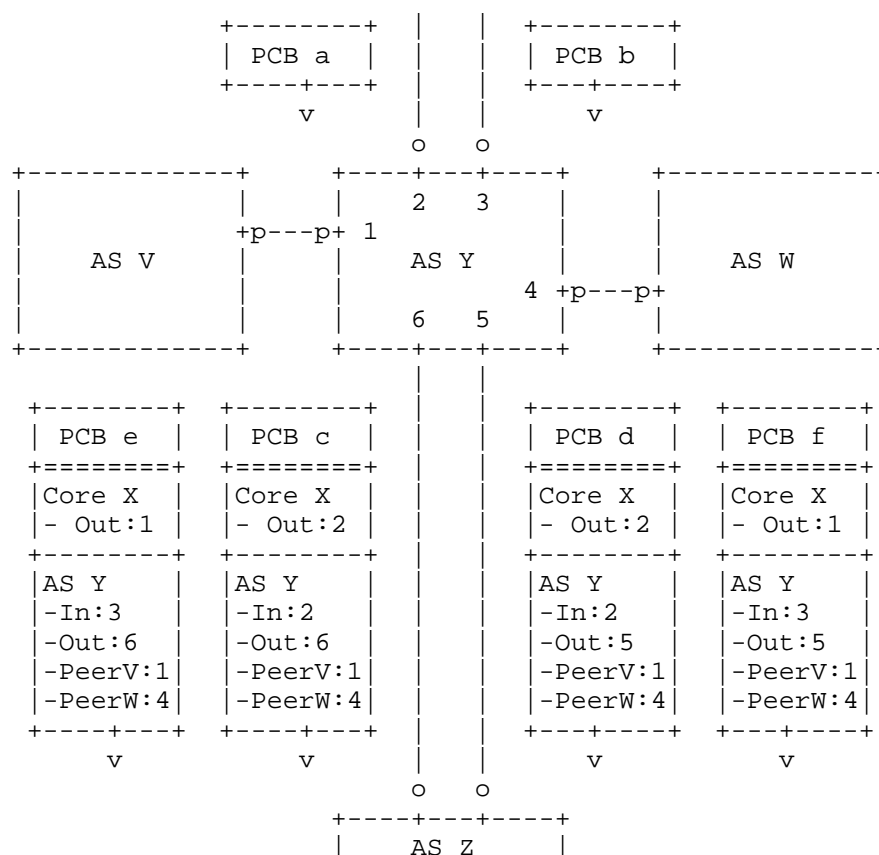 PCB a PCB b
v v
o o
2 3
+p---p+ 1
AS V AS Y AS W
4 +p---p+
6 5
PCB e PCB c PCB d PCB f
Core X Core X Core X Core X
- Out:1 - Out:2 - Out:2 - Out:1
AS Y AS Y AS Y AS Y
-In:3 -In:2 -In:2 -In:3
-Out:6 -Out:6 -Out:5 -Out:5
-PeerV:1 -PeerV:1 -PeerV:1 -PeerV:1
-PeerW:4 -PeerW:4 -PeerW:4 -PeerW:4
v v v v
o o
AS Z